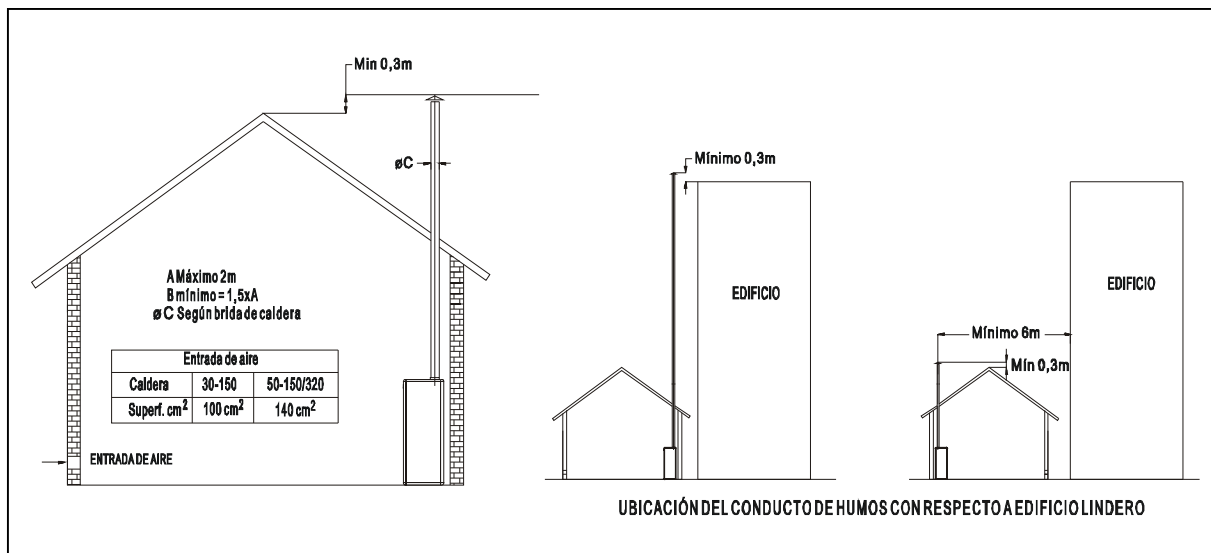 Min 0,3m
øC
A Máximo 2m
B mínimo = 1,5xA
øC Según brida de caldera
Entrada de aire
Caldera 30-150 50-150/320
Superf. cm² 100 cm² 140 cm²
ENTRADA DE AIRE
Mínimo 0,3m
EDIFICIO
EDIFICIO
Mínimo 6m
Mín 0,3m
UBICACIÓN DEL CONDUCTO DE HUMOS CON RESPECTO A EDIFICIO LINDERO